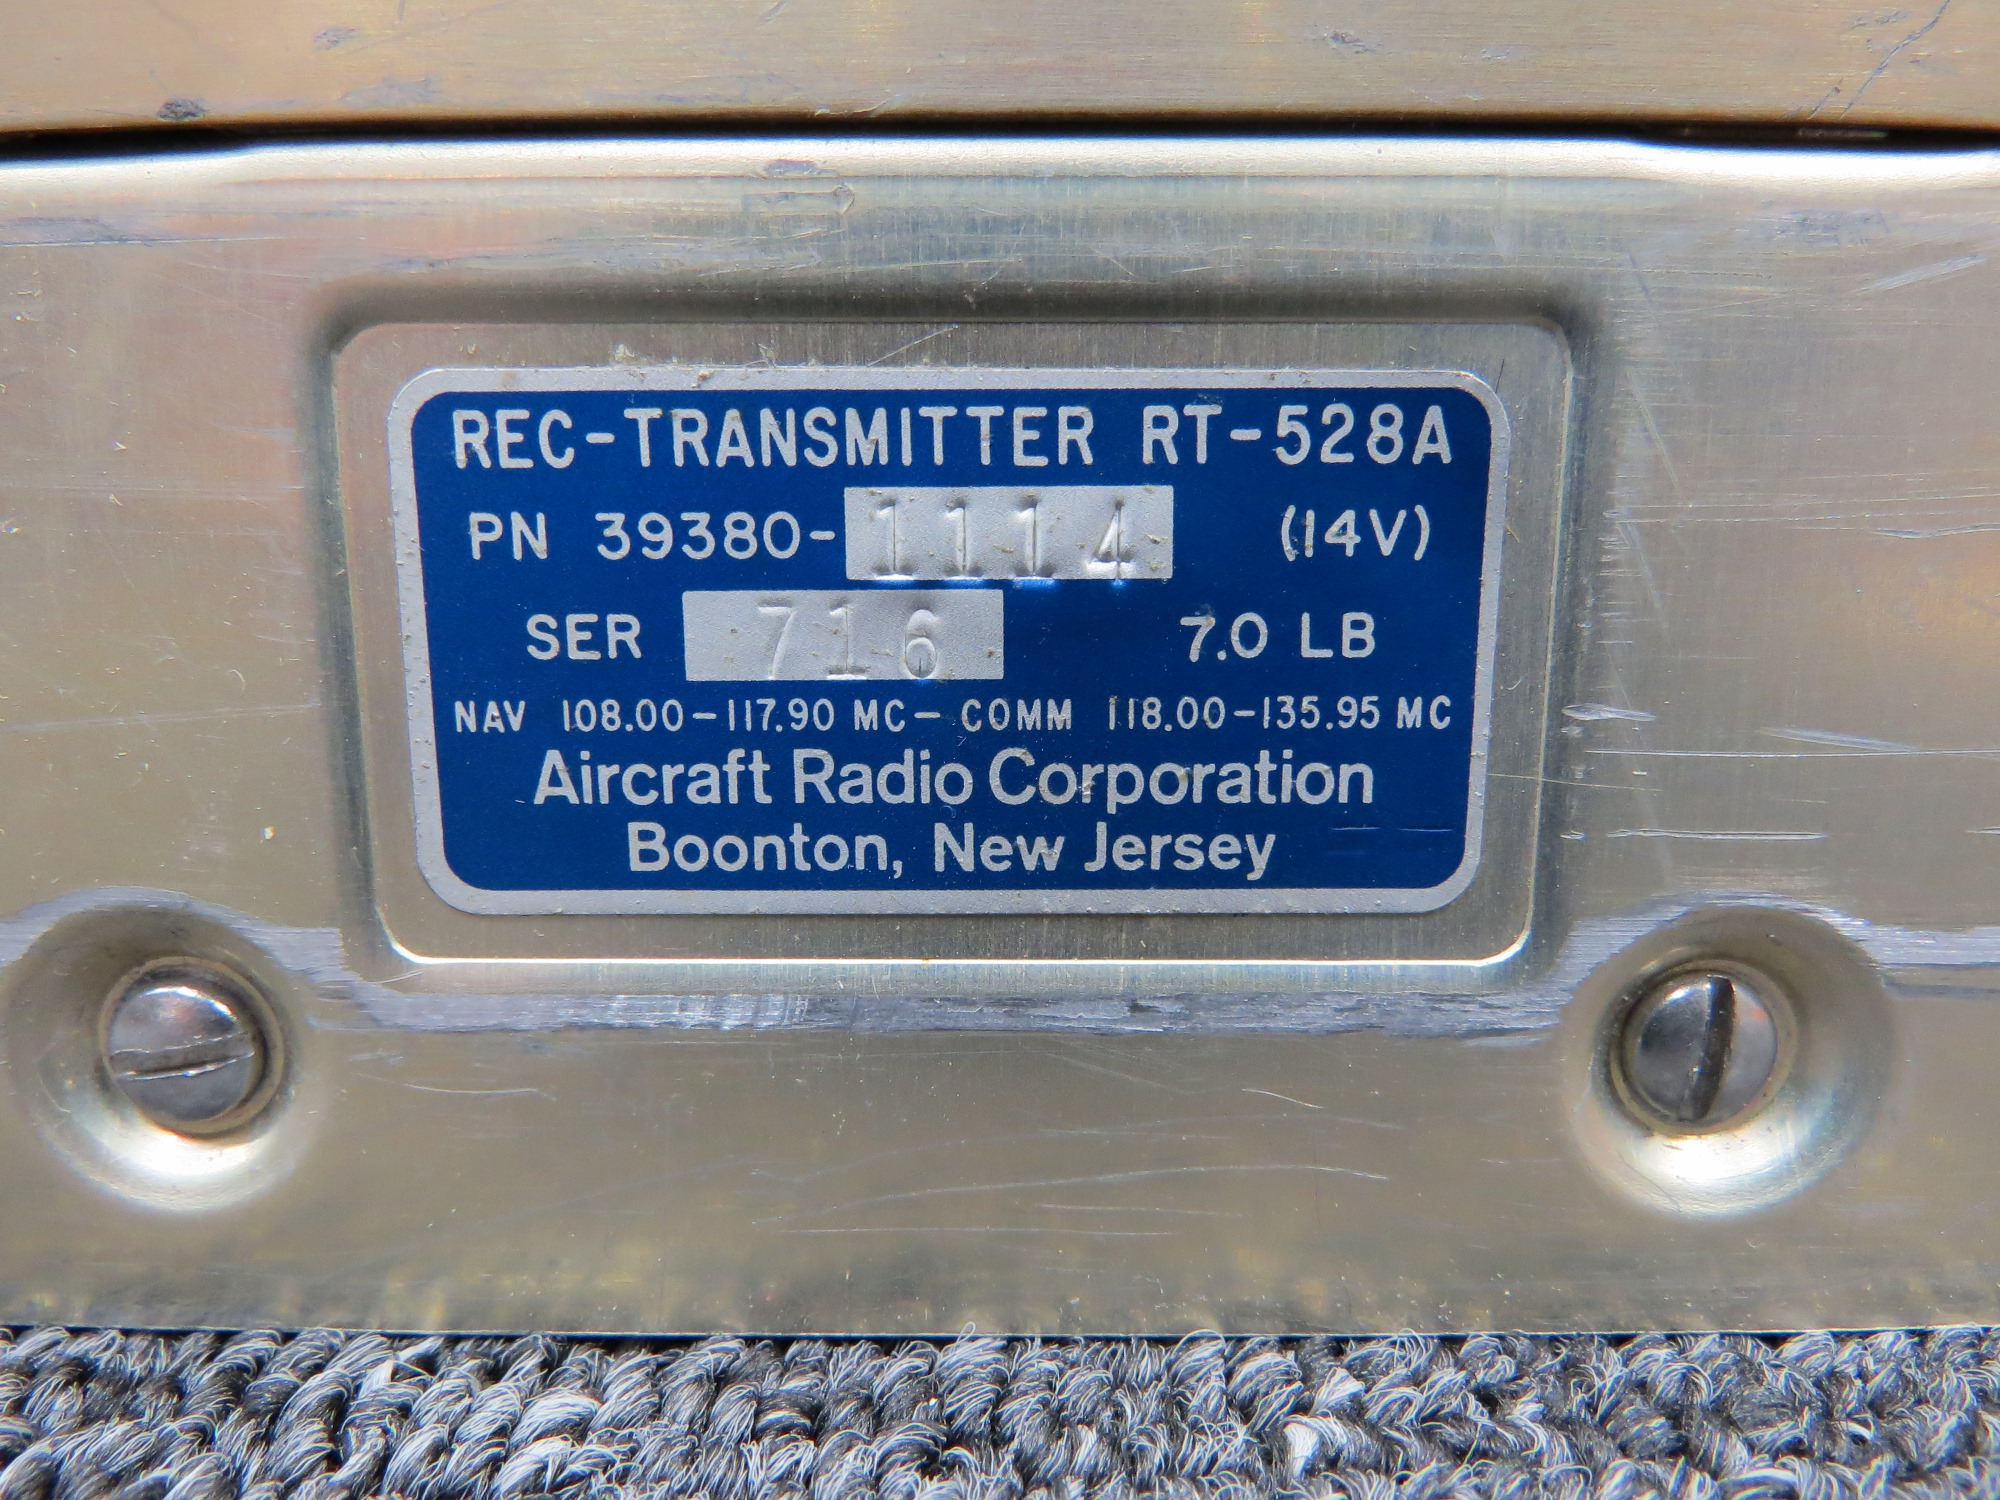 REC-TRANSMITTER RT-528A
PN 39380-1114 (14V)
SER 716 7.0 LB
NAV 108.00-117.90 MC- COMM 118.00-135.95 MC
Aircraft Radio Corporation
Boonton, New Jersey